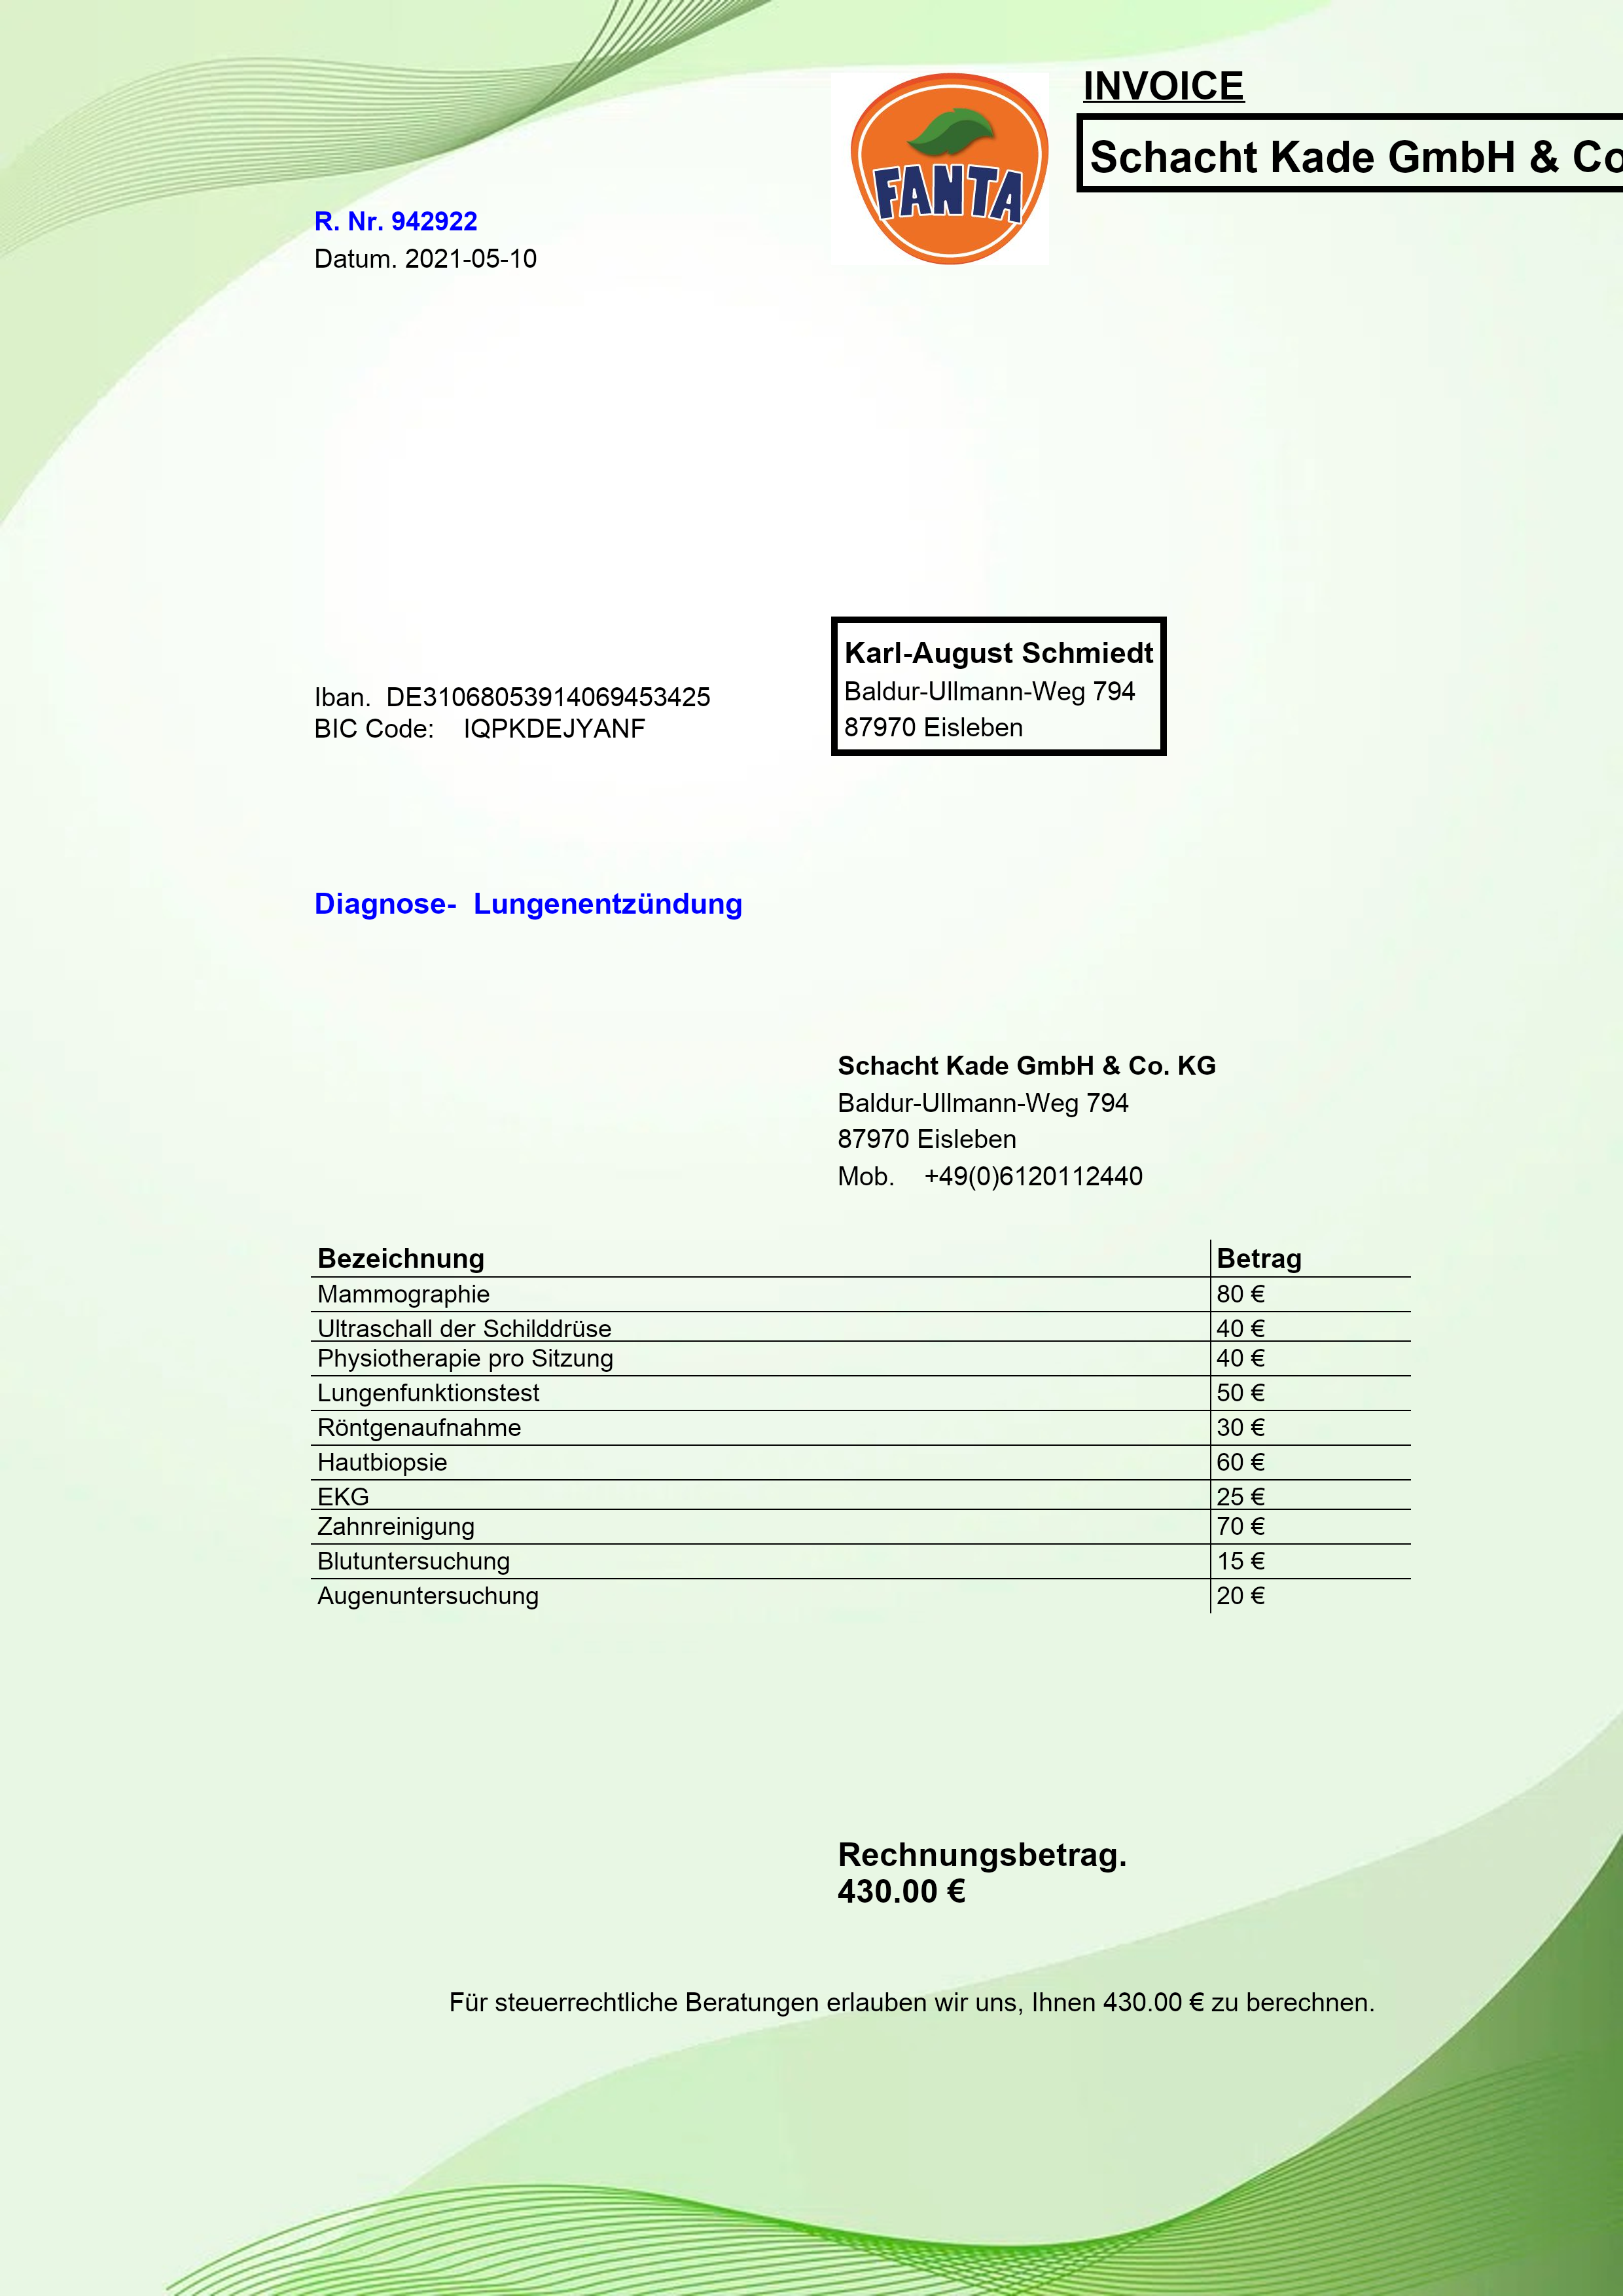 INVOICE
Schacht Kade GmbH & Co
FANTA
R. Nr. 942922
Datum. 2021-05-10
Karl-August Schmiedt
Baldur-Ullmann-Weg 794
87970 Eisleben
Iban. DE31068053914069453425
BIC Code: IQPKDEJYANF
Diagnose- Lungenentzündung
Schacht Kade GmbH & Co. KG
Baldur-Ullmann-Weg 794
87970 Eisleben
Mob. +49(0)6120112440
Bezeichnung Betrag
Mammographie 80 €
Ultraschall der Schilddrüse 40 €
Physiotherapie pro Sitzung 40 €
Lungenfunktionstest 50 €
Röntgenaufnahme 30 €
Hautbiopsie 60 €
EKG 25 €
Zahnreinigung 70 €
Blutuntersuchung 15 €
Augenuntersuchung 20 €
Rechnungsbetrag.
430.00 €
Für steuerrechtliche Beratungen erlauben wir uns, Ihnen 430.00 € zu berechnen.